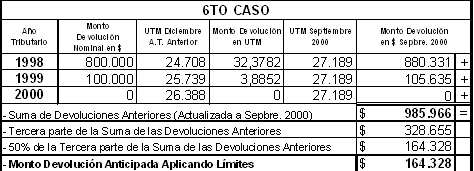 6TO CASO
Año Tributario | Monto Devolución Nominal en $ | UTM Diciembre A.T. Anterior | Monto Devolución en UTM | UTM Septiembre 2000 | Monto Devolución en $ Sepbre. 2000
1998 | 800.000 | 24.708 | 32,3782 | 27.189 | 880.331 | +
1999 | 100.000 | 25.739 | 3,8852 | 27.189 | 105.635 | +
2000 | 0 | 26.388 | 0 | 27.189 | 0 | +
- Suma de Devoluciones Anteriores (Actualizada a Sepbre. 2000) | $ 985.966 | =
- Tercera parte de la Suma de las Devoluciones Anteriores | $ 328.655
- 50% de la Tercera parte de la Suma de las Devoluciones Anteriores | $ 164.328
- Monto Devolución Anticipada Aplicando Límites | $ 164.328